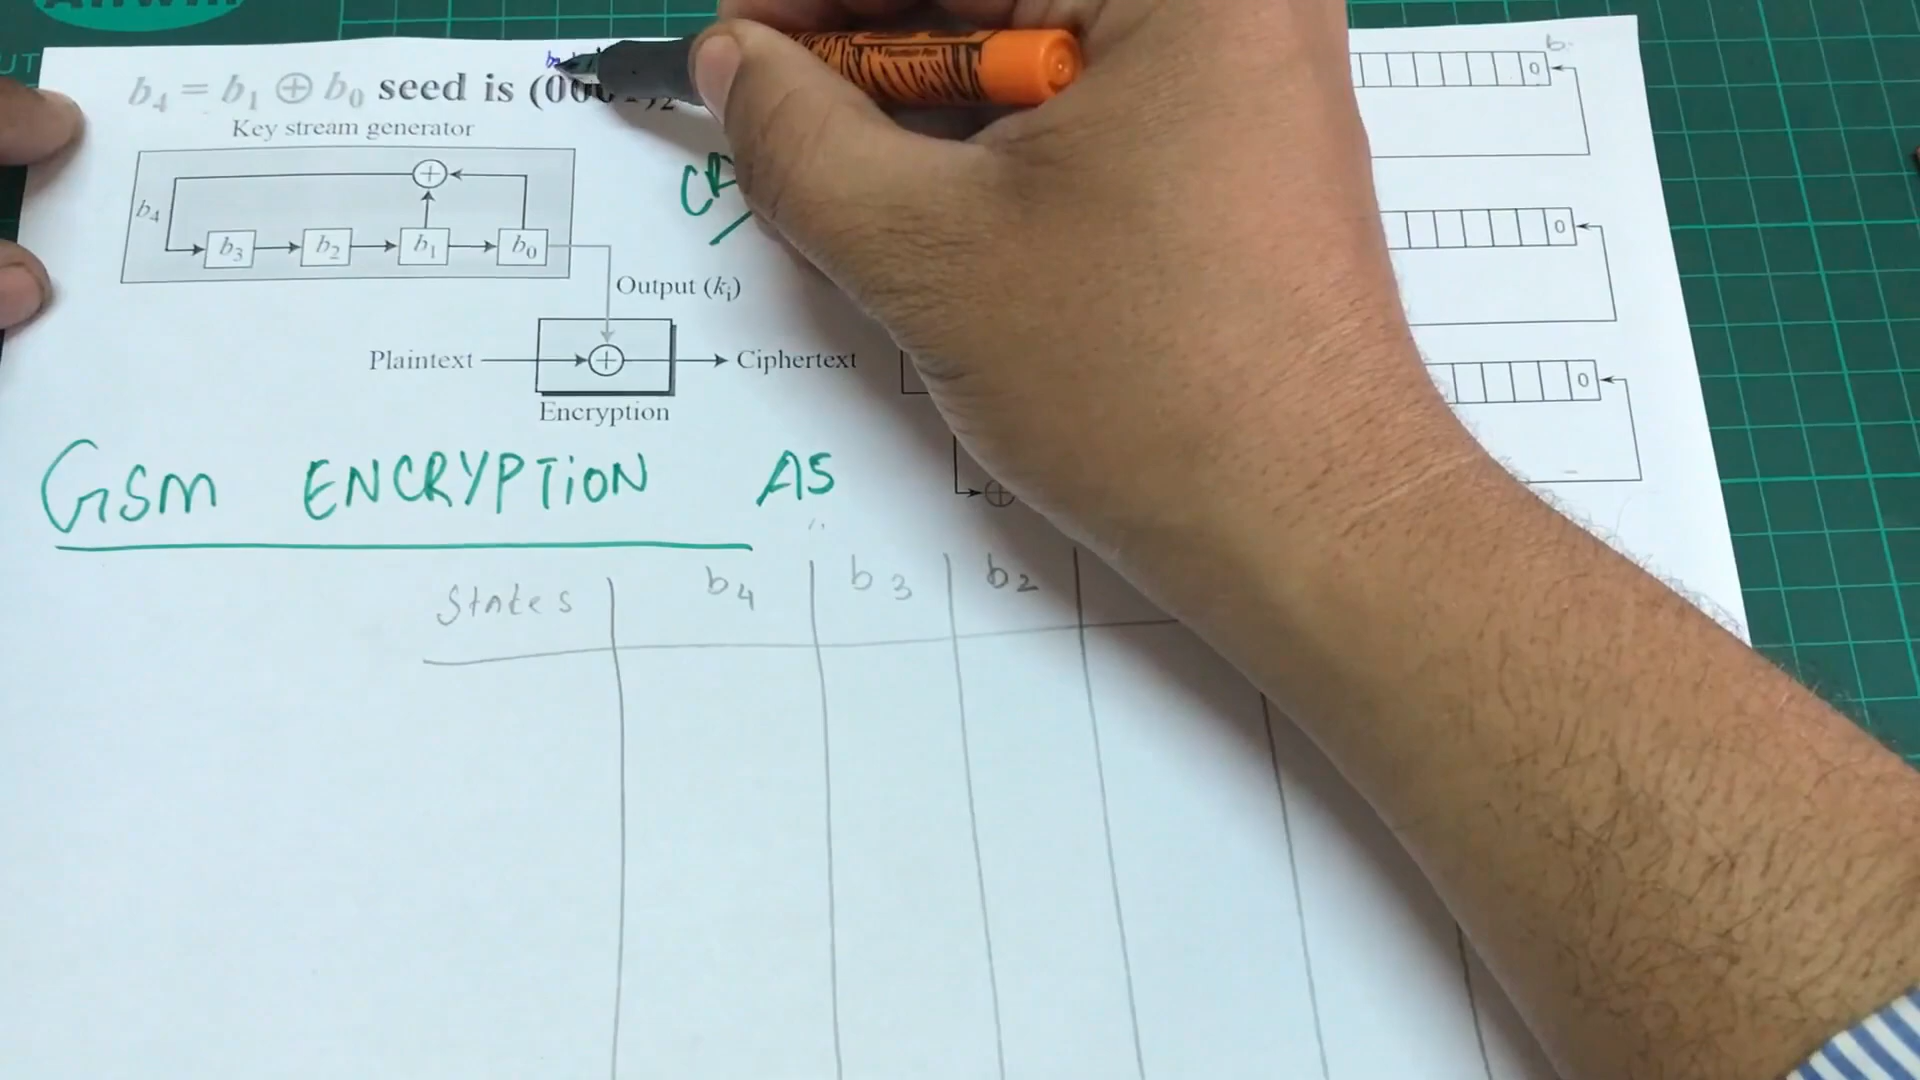 b₄ = b₁ ⊕ b₀ seed is (000
Key stream generator
b₄
b₃ b₂ b₁ b₀
Output (kᵢ)
Plaintext
Ciphertext
Encryption
0
0
0
GSM ENCRYPTION A5
States b4 b3 b2